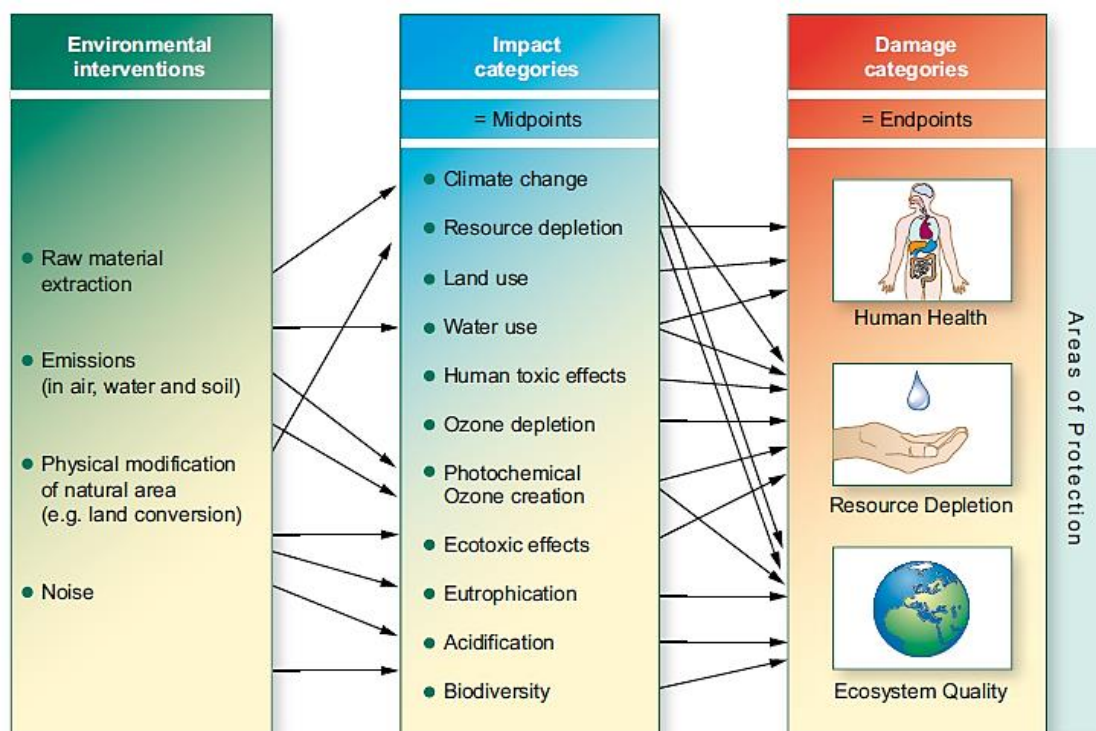 Environmental
interventions
Raw material
extraction
Emissions
(in air, water and soil)
Physical modification
of natural area
(e.g. land conversion)
Noise
Impact
categories
= Midpoints
Climate change
Resource depletion
Land use
Water use
Human toxic effects
Ozone depletion
Photochemical
Ozone creation
Ecotoxic effects
Eutrophication
Acidification
Biodiversity
Damage
categories
= Endpoints
Human Health
Resource Depletion
Ecosystem Quality
Areas of Protection